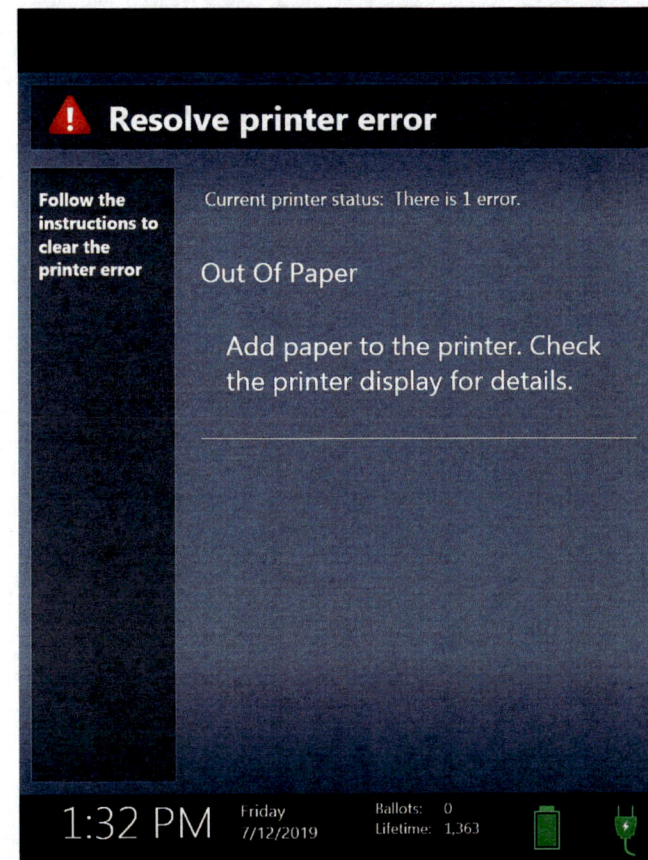 Resolve printer error
Follow the
instructions to
clear the
printer error
Current printer status: There is 1 error.
Out Of Paper
Add paper to the printer. Check
the printer display for details.
1:32 PM
Friday
7/12/2019
Ballots: 0
Lifetime: 1,363